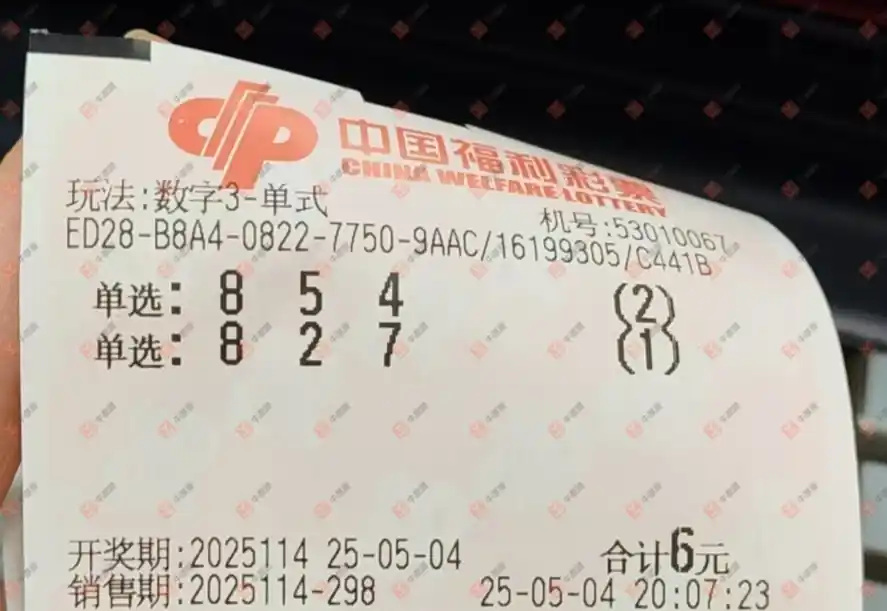 中国福利彩票
CHINA WELFARE LOTTERY
玩法:数字3-单式
机号:53010067
ED28-B8A4-0822-7750-9AAC/16199305/C441B
单选: 8 5 4 (2)
单选: 8 2 7 (1)
开奖期:2025114 25-05-04 合计6元
销售期:2025114-298 25-05-04 20:07:23